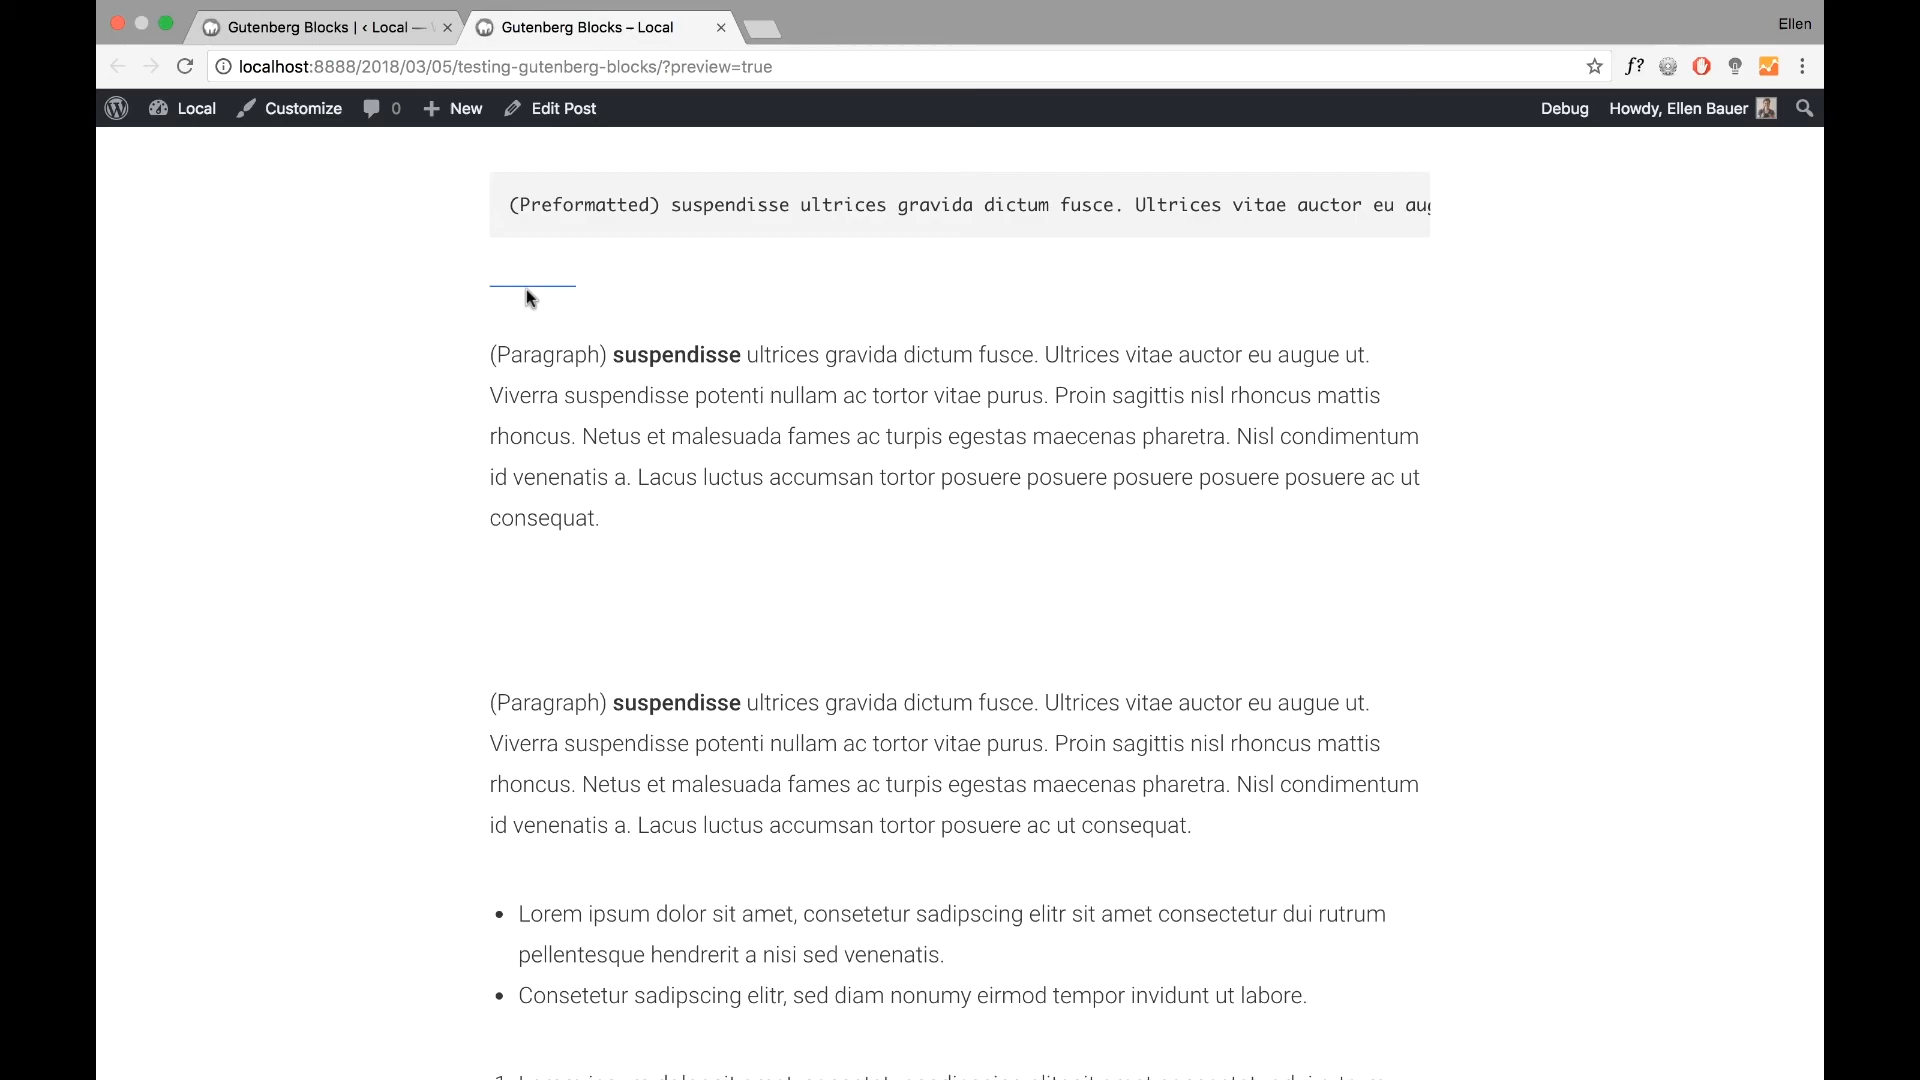 Gutenberg Blocks | ‹ Local —
Gutenberg Blocks – Local
Ellen
localhost:8888/2018/03/05/testing-gutenberg-blocks/?preview=true
f?
Local
Customize
0
New
Edit Post
Debug
Howdy, Ellen Bauer
(Preformatted) suspendisse ultrices gravida dictum fusce. Ultrices vitae auctor eu aug
(Paragraph) suspendisse ultrices gravida dictum fusce. Ultrices vitae auctor eu augue ut.
Viverra suspendisse potenti nullam ac tortor vitae purus. Proin sagittis nisl rhoncus mattis
rhoncus. Netus et malesuada fames ac turpis egestas maecenas pharetra. Nisl condimentum
id venenatis a. Lacus luctus accumsan tortor posuere posuere posuere posuere posuere ac ut
consequat.
(Paragraph) suspendisse ultrices gravida dictum fusce. Ultrices vitae auctor eu augue ut.
Viverra suspendisse potenti nullam ac tortor vitae purus. Proin sagittis nisl rhoncus mattis
rhoncus. Netus et malesuada fames ac turpis egestas maecenas pharetra. Nisl condimentum
id venenatis a. Lacus luctus accumsan tortor posuere ac ut consequat.
• Lorem ipsum dolor sit amet, consetetur sadipscing elitr sit amet consectetur dui rutrum
pellentesque hendrerit a nisi sed venenatis.
• Consetetur sadipscing elitr, sed diam nonumy eirmod tempor invidunt ut labore.